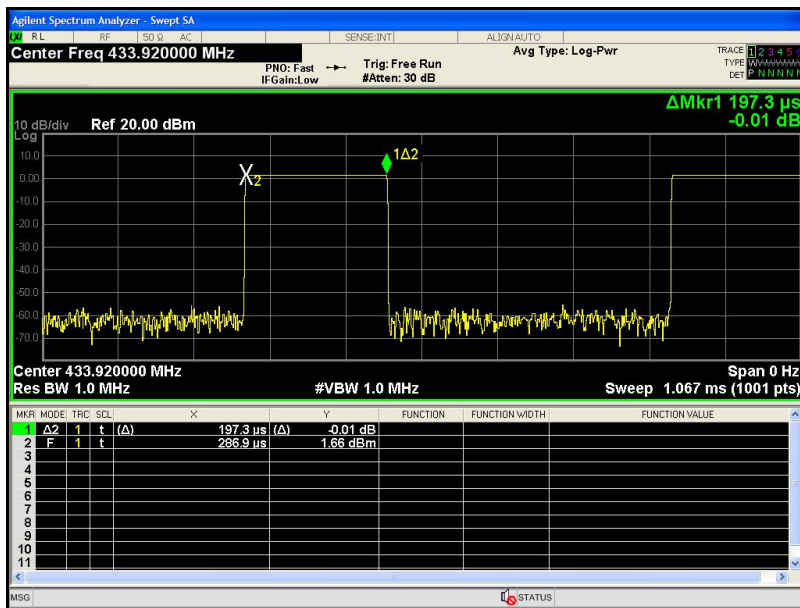 Agilent Spectrum Analyzer - Swept SA
LXI RL RF 50 Ω AC SENSE:INT ALIGN AUTO
Center Freq 433.920000 MHz
PNO: Fast Trig: Free Run Avg Type: Log-Pwr
IFGain:Low #Atten: 30 dB
TRACE 1 2 3 4 5
TYPE W
DET P N N N N
ΔMkr1 197.3 µs
-0.01 dB
10 dB/div Ref 20.00 dBm
Log
10.0
0.00
-10.0
-20.0
-30.0
-40.0
-50.0
-60.0
-70.0
1Δ2
X2
Center 433.920000 MHz Span 0 Hz
Res BW 1.0 MHz #VBW 1.0 MHz Sweep 1.067 ms (1001 pts)
MKR MODE TRC SCL X Y FUNCTION FUNCTION WIDTH FUNCTION VALUE
1 Δ2 1 t (Δ) 197.3 µs (Δ) -0.01 dB
2 F 1 t 286.9 µs 1.66 dBm
3
4
5
6
7
8
9
10
11
MSG STATUS